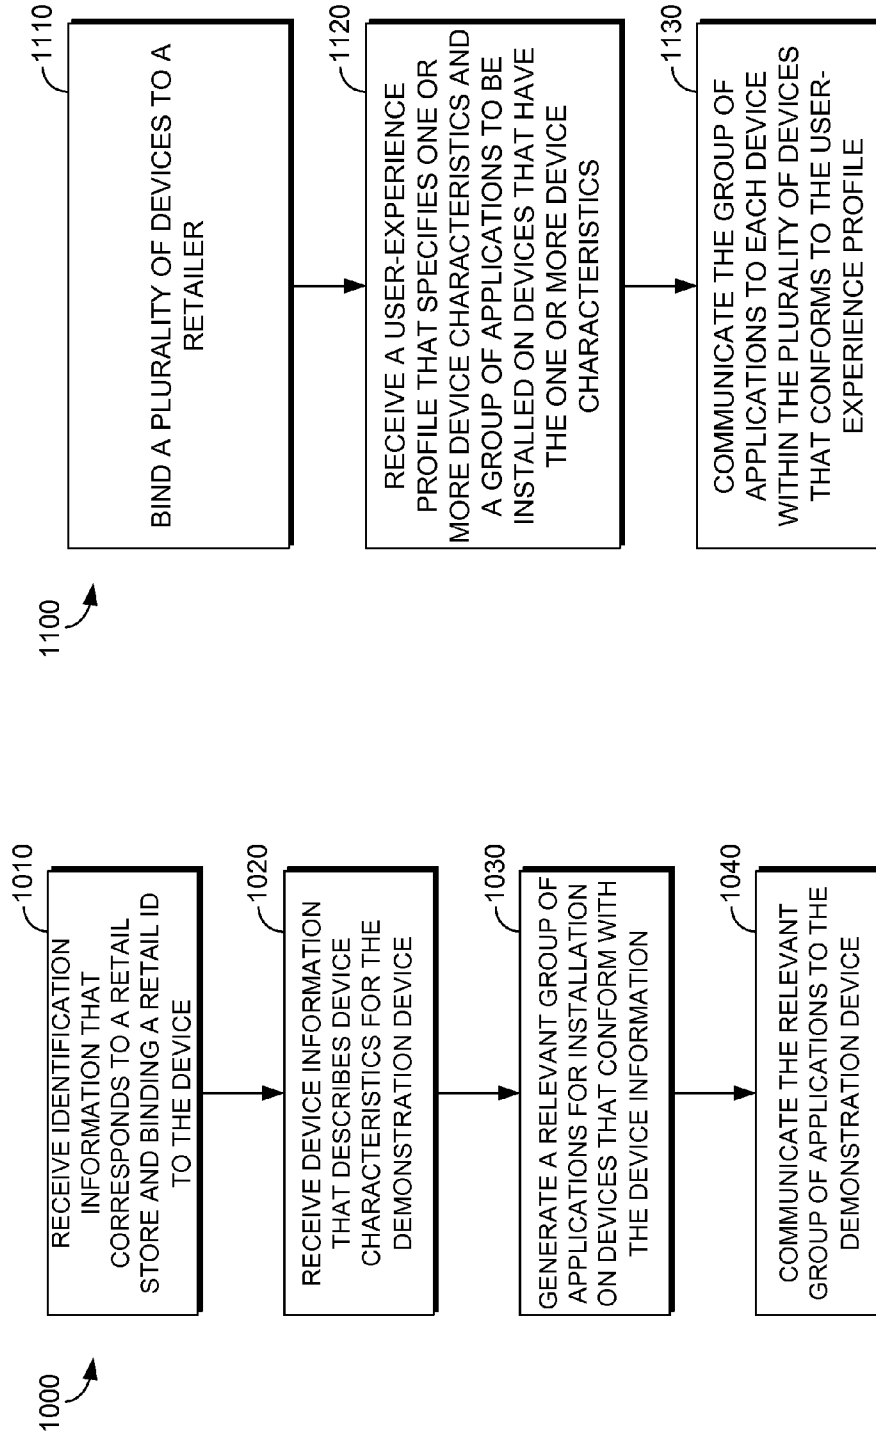 1000
1010
RECEIVE IDENTIFICATION
INFORMATION THAT
CORRESPONDS TO A RETAIL
STORE AND BINDING A RETAIL ID
TO THE DEVICE
1020
RECEIVE DEVICE INFORMATION
THAT DESCRIBES DEVICE
CHARACTERISTICS FOR THE
DEMONSTRATION DEVICE
1030
GENERATE A RELEVANT GROUP OF
APPLICATIONS FOR INSTALLATION
ON DEVICES THAT CONFORM WITH
THE DEVICE INFORMATION
1040
COMMUNICATE THE RELEVANT
GROUP OF APPLICATIONS TO THE
DEMONSTRATION DEVICE
1100
1110
BIND A PLURALITY OF DEVICES TO A
RETAILER
1120
RECEIVE A USER-EXPERIENCE
PROFILE THAT SPECIFIES ONE OR
MORE DEVICE CHARACTERISTICS AND
A GROUP OF APPLICATIONS TO BE
INSTALLED ON DEVICES THAT HAVE
THE ONE OR MORE DEVICE
CHARACTERISTICS
1130
COMMUNICATE THE GROUP OF
APPLICATIONS TO EACH DEVICE
WITHIN THE PLURALITY OF DEVICES
THAT CONFORMS TO THE USER-
EXPERIENCE PROFILE